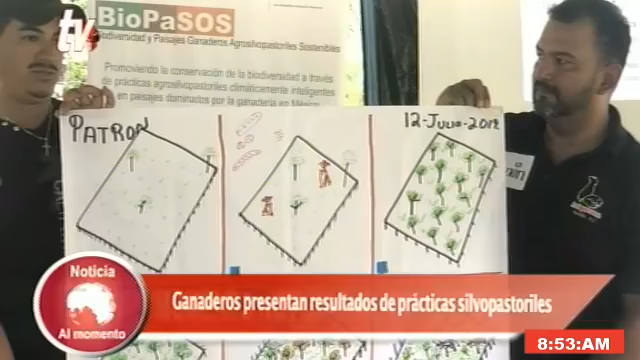 tv
BioPaSOS
Biodiversidad y Paisajes Ganaderos Agrosilvopastoriles Sostenibles
Promoviendo la conservación de la biodiversidad a través
de prácticas agrosilvopastoriles climáticamente inteligentes
en paisajes dominados por la ganadería en México
PATRON
12-Julio-2018
Noticia
Al momento
Ganaderos presentan resultados de prácticas silvopastoriles
8:53:AM